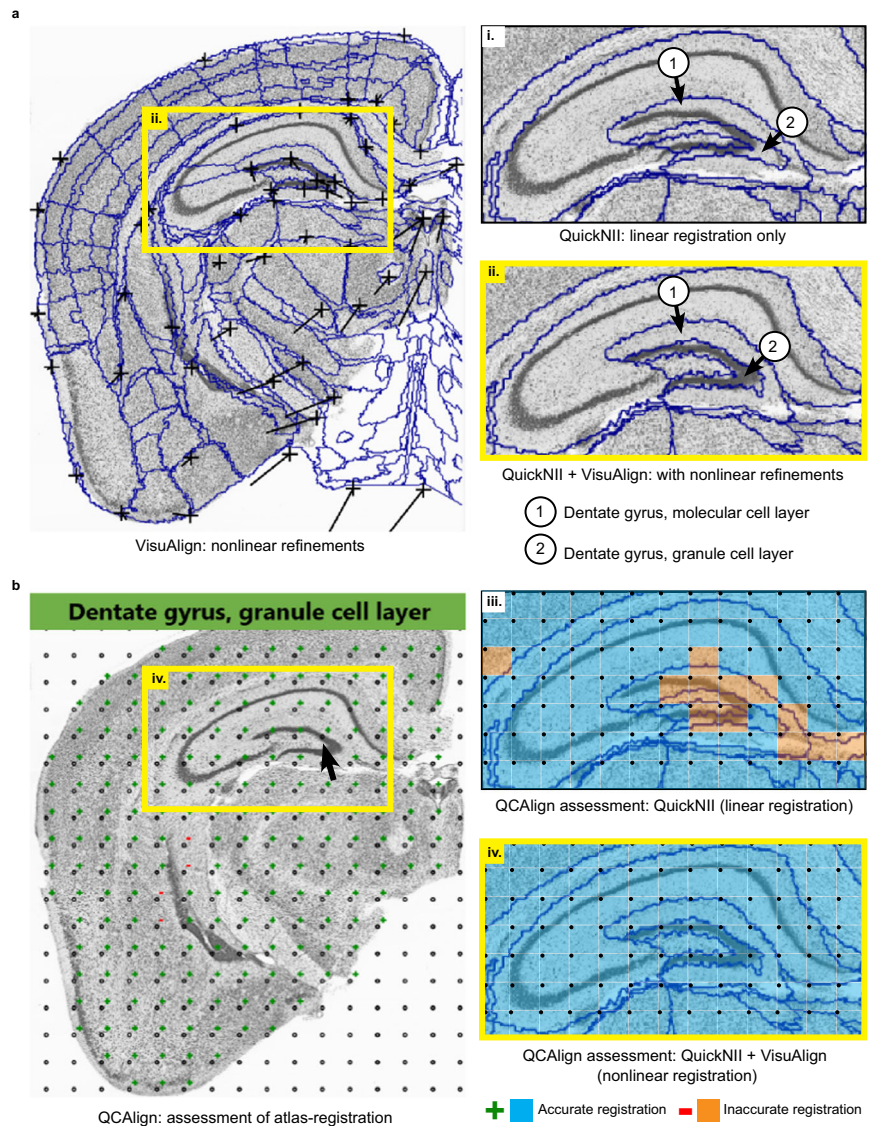 a
ii.
VisuAlign: nonlinear refinements
i.
1
2
QuickNII: linear registration only
ii.
1
2
QuickNII + VisuAlign: with nonlinear refinements
1 Dentate gyrus, molecular cell layer
2 Dentate gyrus, granule cell layer
b
Dentate gyrus, granule cell layer
iv.
QCAlign: assessment of atlas-registration
iii.
QCAlign assessment: QuickNII (linear registration)
iv.
QCAlign assessment: QuickNII + VisuAlign
(nonlinear registration)
+ Accurate registration - Inaccurate registration